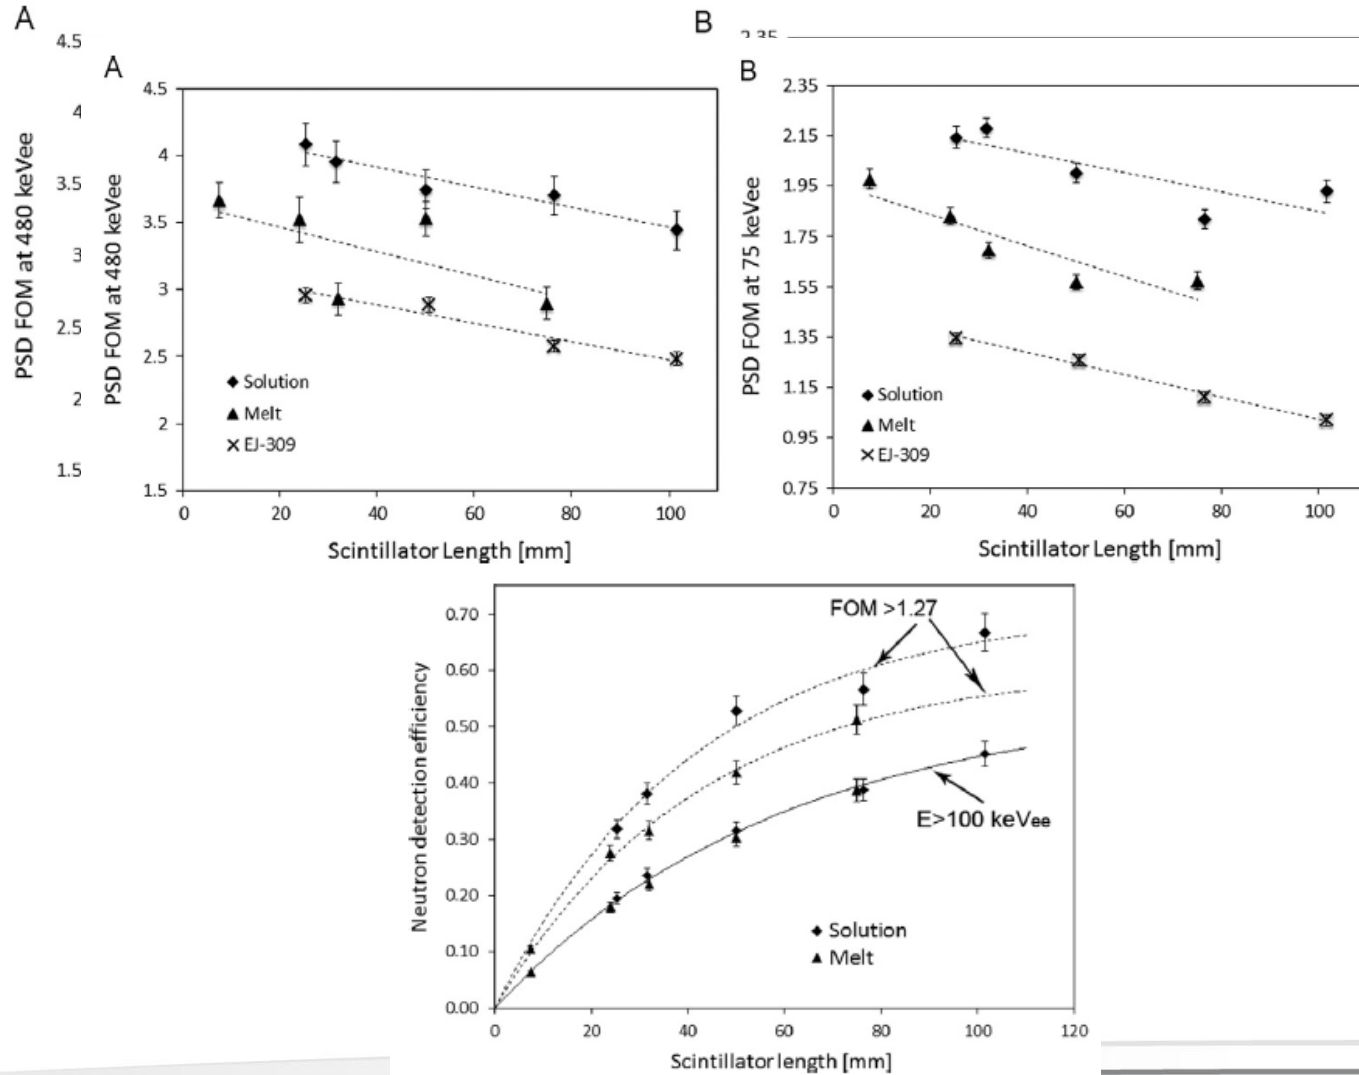 A
B
4.5
2.35
A
B
4.5
2.35
4
2.15
4
1.95
3.5
3.5
1.75
3
3
1.55
2.5
1.35
2.5
2
1.15
2
0.95
1.5
1.5
0.75
PSD FOM at 480 keVee
PSD FOM at 480 keVee
PSD FOM at 75 keVee
◆ Solution
▲ Melt
× EJ-309
◆ Solution
▲ Melt
× EJ-309
0 20 40 60 80 100
0 20 40 60 80 100
Scintillator Length [mm]
Scintillator Length [mm]
Neutron detection efficiency
0.70
0.60
0.50
0.40
0.30
0.20
0.10
0.00
FOM >1.27
E>100 keVee
◆ Solution
▲ Melt
0 20 40 60 80 100 120
Scintillator length [mm]